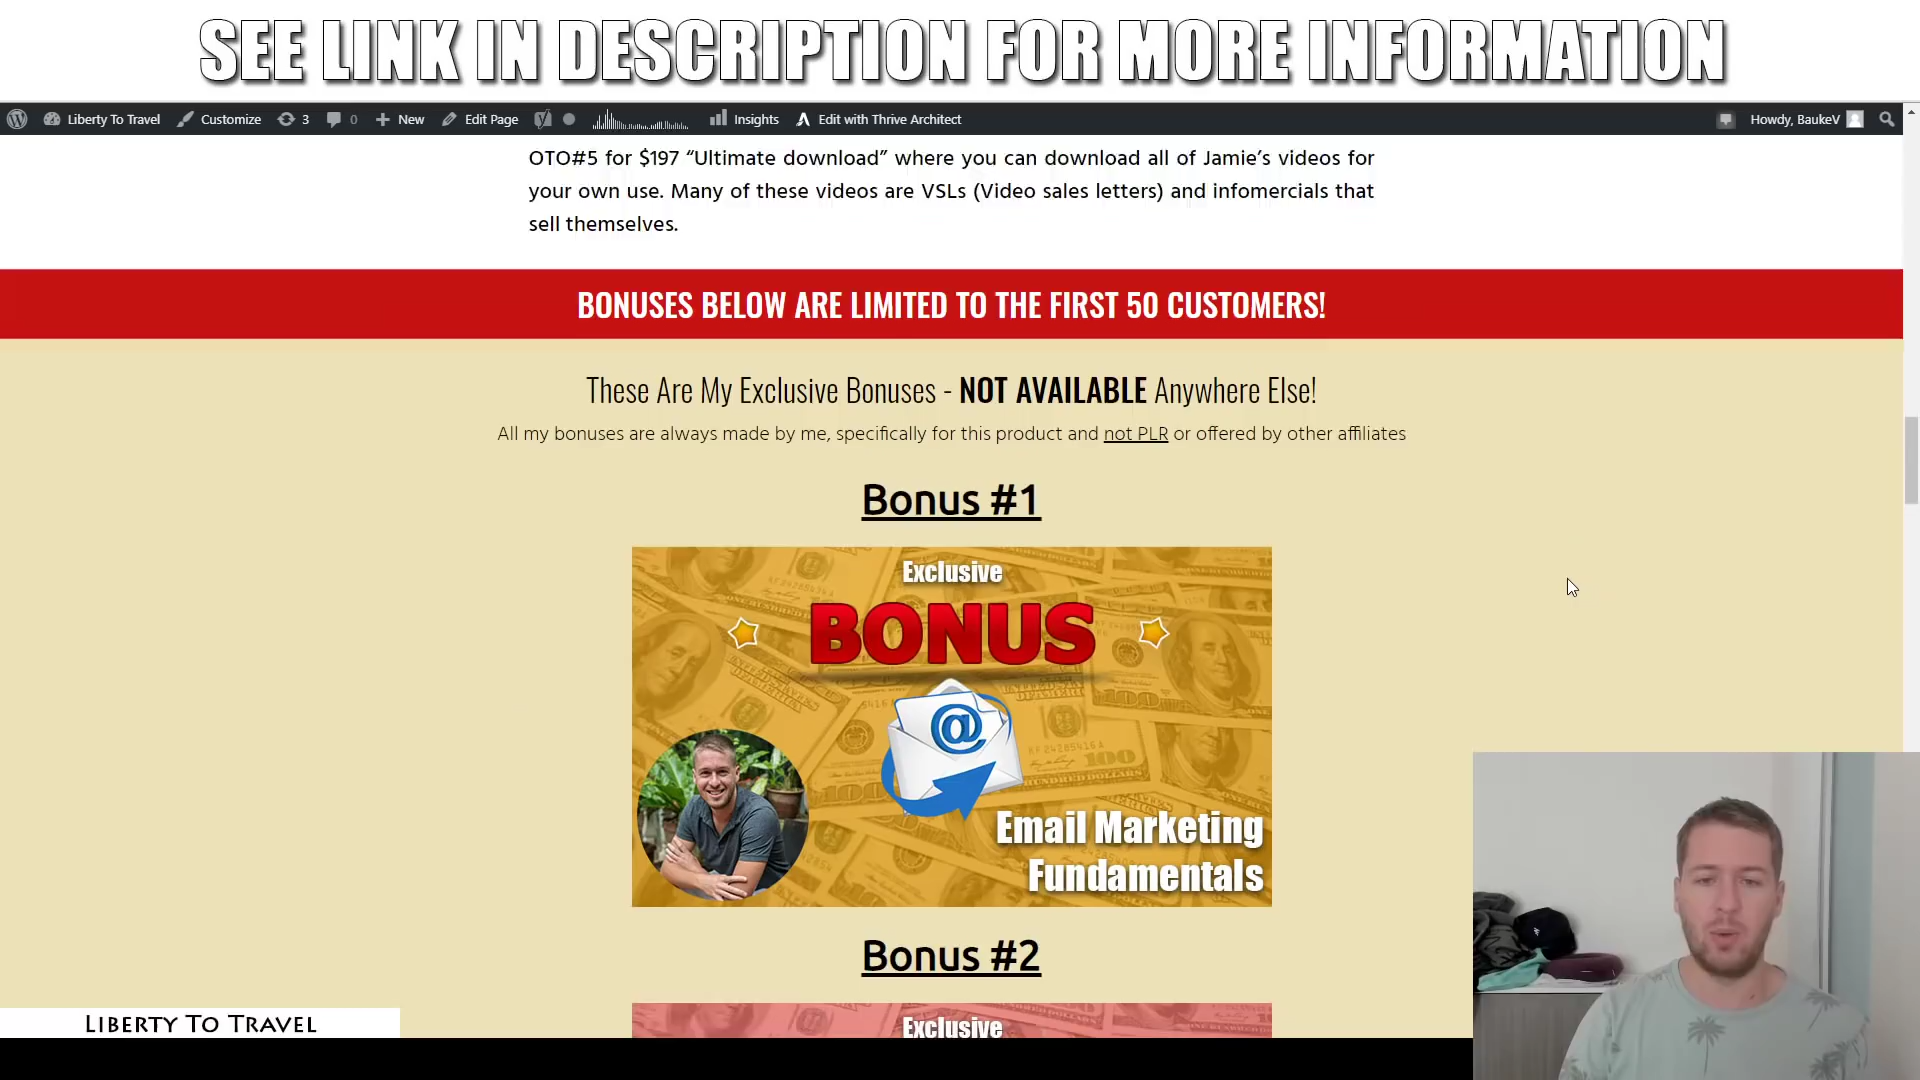 SEE LINK IN DESCRIPTION FOR MORE INFORMATION
Liberty To Travel Customize 3 0 New Edit Page Insights Edit with Thrive Architect Howdy, BaukeV
OTO#5 for $197 “Ultimate download” where you can download all of Jamie’s videos for
your own use. Many of these videos are VSLs (Video sales letters) and infomercials that
sell themselves.
BONUSES BELOW ARE LIMITED TO THE FIRST 50 CUSTOMERS!
These Are My Exclusive Bonuses - NOT AVAILABLE Anywhere Else!
All my bonuses are always made by me, specifically for this product and not PLR or offered by other affiliates
Bonus #1
Exclusive
BONUS
@
Email Marketing
Fundamentals
Bonus #2
Exclusive
LIBERTY TO TRAVEL